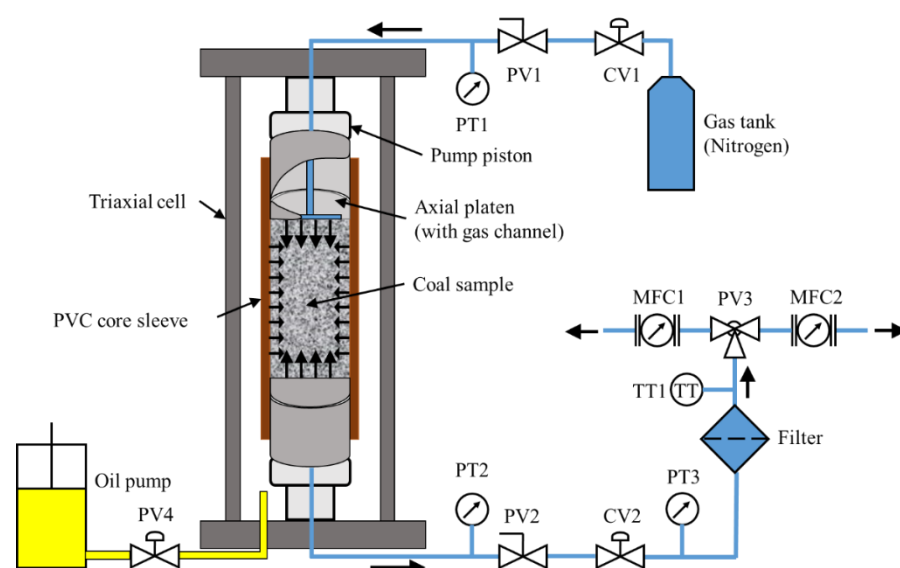 PV1
CV1
PT1
Gas tank
(Nitrogen)
Pump piston
Triaxial cell
Axial platen
(with gas channel)
Coal sample
PVC core sleeve
MFC1
PV3
MFC2
TT1
TT
Filter
Oil pump
PV4
PT2
PV2
CV2
PT3